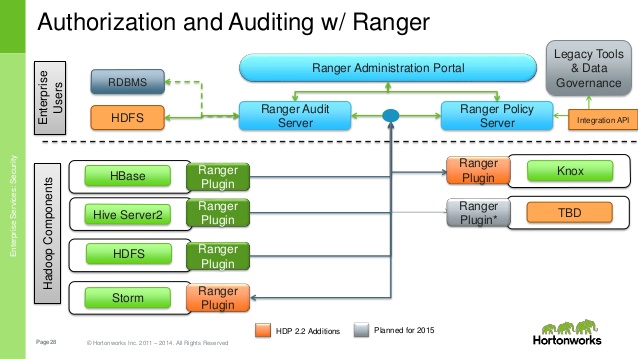 Authorization and Auditing w/ Ranger
Enterprise Services: Security
Enterprise
Users
RDBMS
HDFS
Ranger Administration Portal
Ranger Audit
Server
Ranger Policy
Server
Legacy Tools
& Data
Governance
Integration API
Hadoop Components
HBase
Ranger
Plugin
Hive Server2
Ranger
Plugin
HDFS
Ranger
Plugin
Storm
Ranger
Plugin
Ranger
Plugin
Knox
Ranger
Plugin*
TBD
HDP 2.2 Additions
Planned for 2015
Page 28
© Hortonworks Inc. 2011 – 2014. All Rights Reserved
Hortonworks